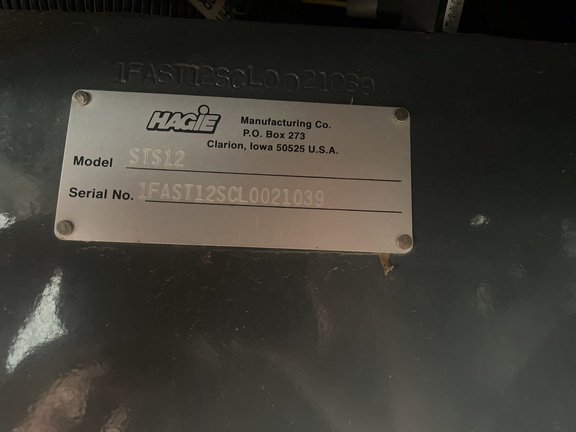 1FAST12SCL0021039
HAGIE Manufacturing Co.
P.O. Box 273
Clarion, Iowa 50525 U.S.A.
Model STS12
Serial No. 1FAST12SCL0021039